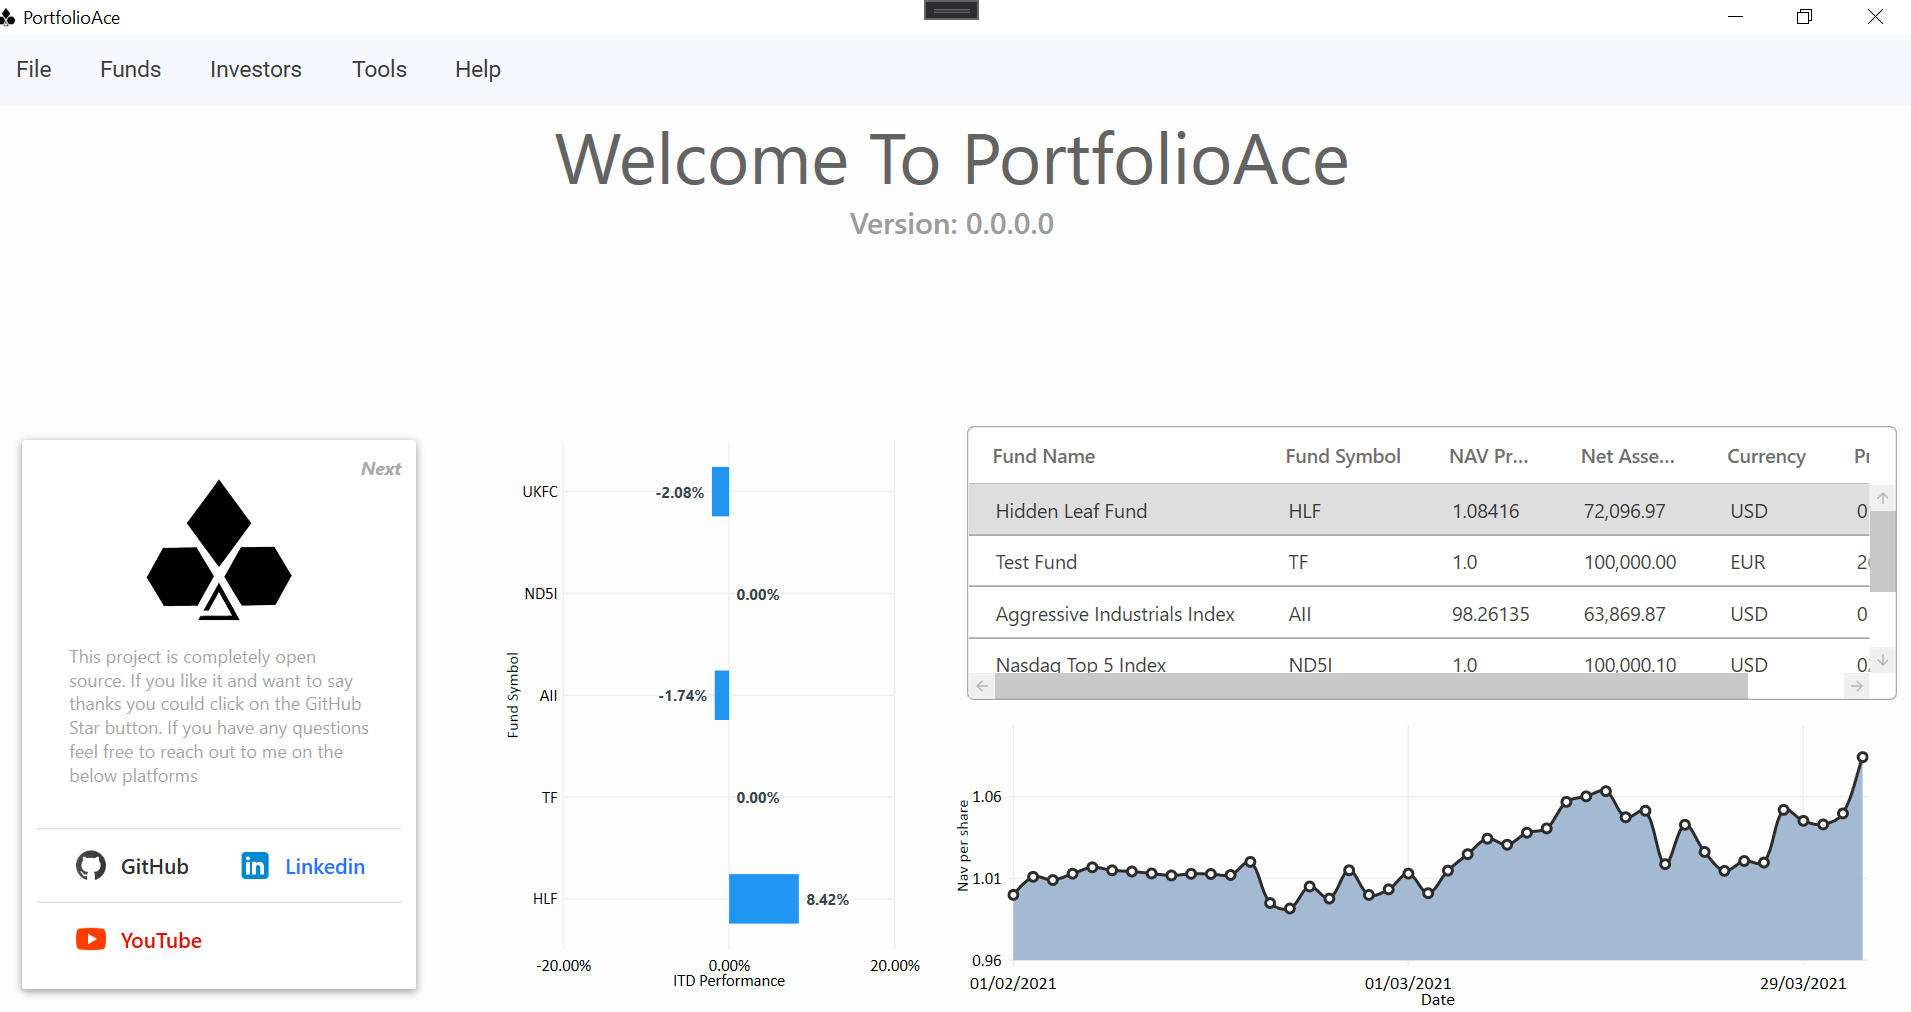 PortfolioAce
File Funds Investors Tools Help
Welcome To PortfolioAce
Version: 0.0.0.0
Next
This project is completely open
source. If you like it and want to say
thanks you could click on the GitHub
Star button. If you have any questions
feel free to reach out to me on the
below platforms
GitHub Linkedin
YouTube
Fund Symbol
UKFC -2.08%
ND5I 0.00%
AII -1.74%
TF 0.00%
HLF 8.42%
-20.00% 0.00% 20.00%
ITD Performance
Fund Name Fund Symbol NAV Pr... Net Asse... Currency
Hidden Leaf Fund HLF 1.08416 72,096.97 USD
Test Fund TF 1.0 100,000.00 EUR
Aggressive Industrials Index AII 98.26135 63,869.87 USD
Nasdaq Top 5 Index ND5I 1.0 100,000.10 USD
Nav per share
1.06
1.01
0.96
01/02/2021 01/03/2021 29/03/2021
Date